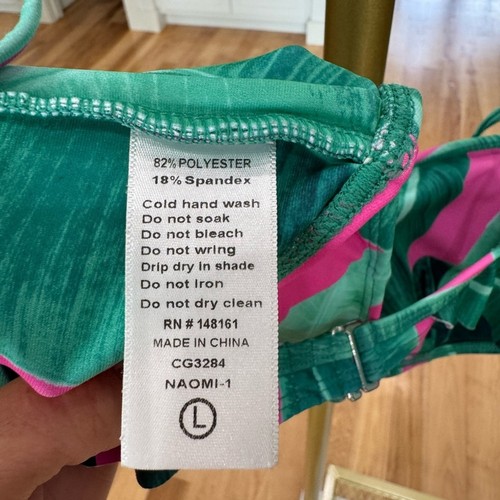 82% POLYESTER
18% Spandex
Cold hand wash
Do not soak
Do not bleach
Do not wring
Drip dry in shade
Do not Iron
Do not dry clean
RN # 148161
MADE IN CHINA
CG3284
NAOMI-1
L